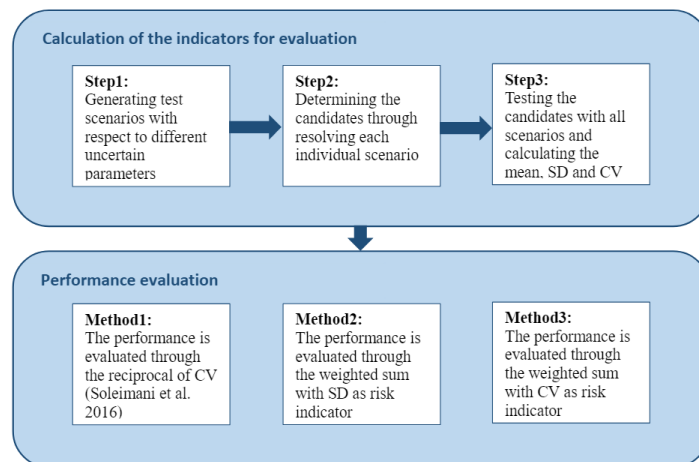 Calculation of the indicators for evaluation
Step1:
Generating test
scenarios with
respect to different
uncertain
parameters
Step2:
Determining the
candidates through
resolving each
individual scenario
Step3:
Testing the
candidates with all
scenarios and
calculating the
mean, SD and CV
Performance evaluation
Method1:
The performance is
evaluated through
the reciprocal of CV
(Soleimani et al.
2016)
Method2:
The performance is
evaluated through
the weighted sum
with SD as risk
indicator
Method3:
The performance is
evaluated through
the weighted sum
with CV as risk
indicator